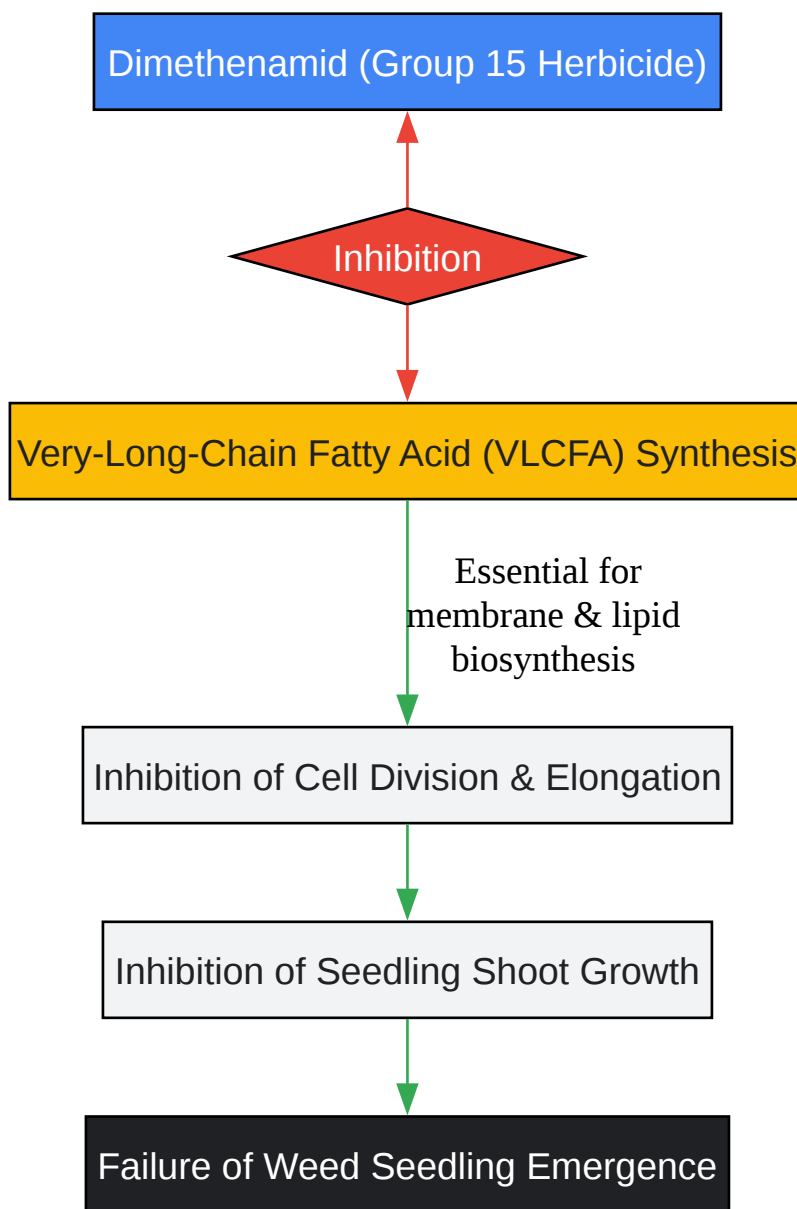 Dimethenamid (Group 15 Herbicide)
Inhibition
Very-Long-Chain Fatty Acid (VLCFA) Synthesis
Essential for
membrane & lipid
biosynthesis
Inhibition of Cell Division & Elongation
Inhibition of Seedling Shoot Growth
Failure of Weed Seedling Emergence